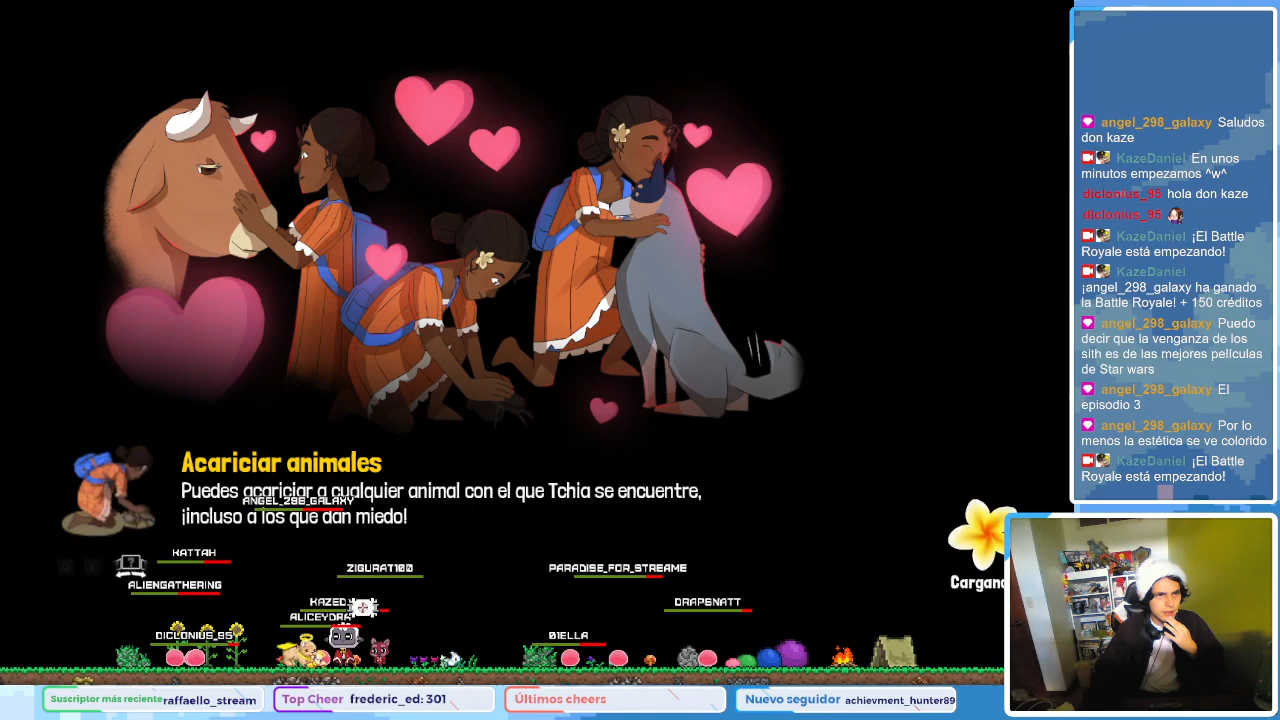 Acariciar animales
Puedes acariciar a cualquier animal con el que Tchia se encuentre,
¡incluso a los que dan miedo!
ANGEL_298_GALAXY
KATTAH
ZIGURAT100
PARADISE_FOR_STREAME
ALIENGATHERING
KAZED
DRAPSNATT
ALICEYDRK
DICLONIUS_95
01ELLA
Cargand
angel_298_galaxy Saludos
don kaze
KazeDaniel En unos
minutos empezamos ^w^
diclonius_95 hola don kaze
diclonius_95
KazeDaniel ¡El Battle
Royale está empezando!
KazeDaniel
¡angel_298_galaxy ha ganado
la Battle Royale! + 150 créditos
angel_298_galaxy Puedo
decir que la venganza de los
sith es de las mejores películas
de Star wars
angel_298_galaxy El
episodio 3
angel_298_galaxy Por lo
menos la estética se ve colorido
KazeDaniel ¡El Battle
Royale está empezando!
Suscriptor más reciente raffaello_stream
Top Cheer frederic_ed: 301
Últimos cheers
Nuevo seguidor achievment_hunter89